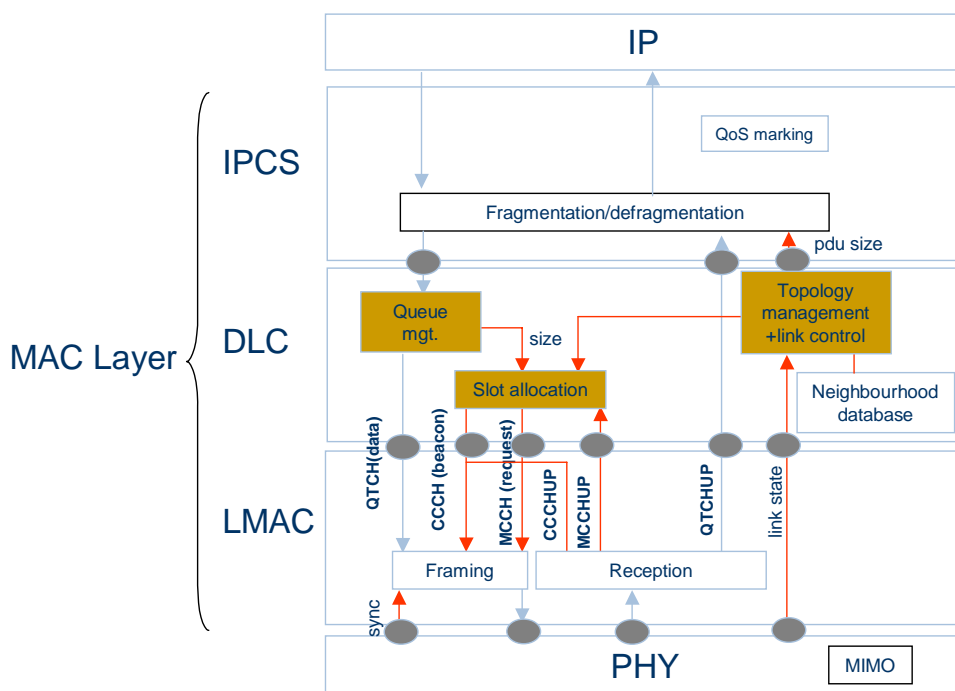 IP
QoS marking
IPCS
Fragmentation/defragmentation
pdu size
Queue
mgt.
Topology
management
+link control
size
DLC
MAC Layer
Slot allocation
Neighbourhood
database
QTCH(data)
CCCH (beacon)
MCCH (request)
CCCHUP
MCCHUP
QTCHUP
link state
LMAC
Framing
Reception
sync
PHY
MIMO